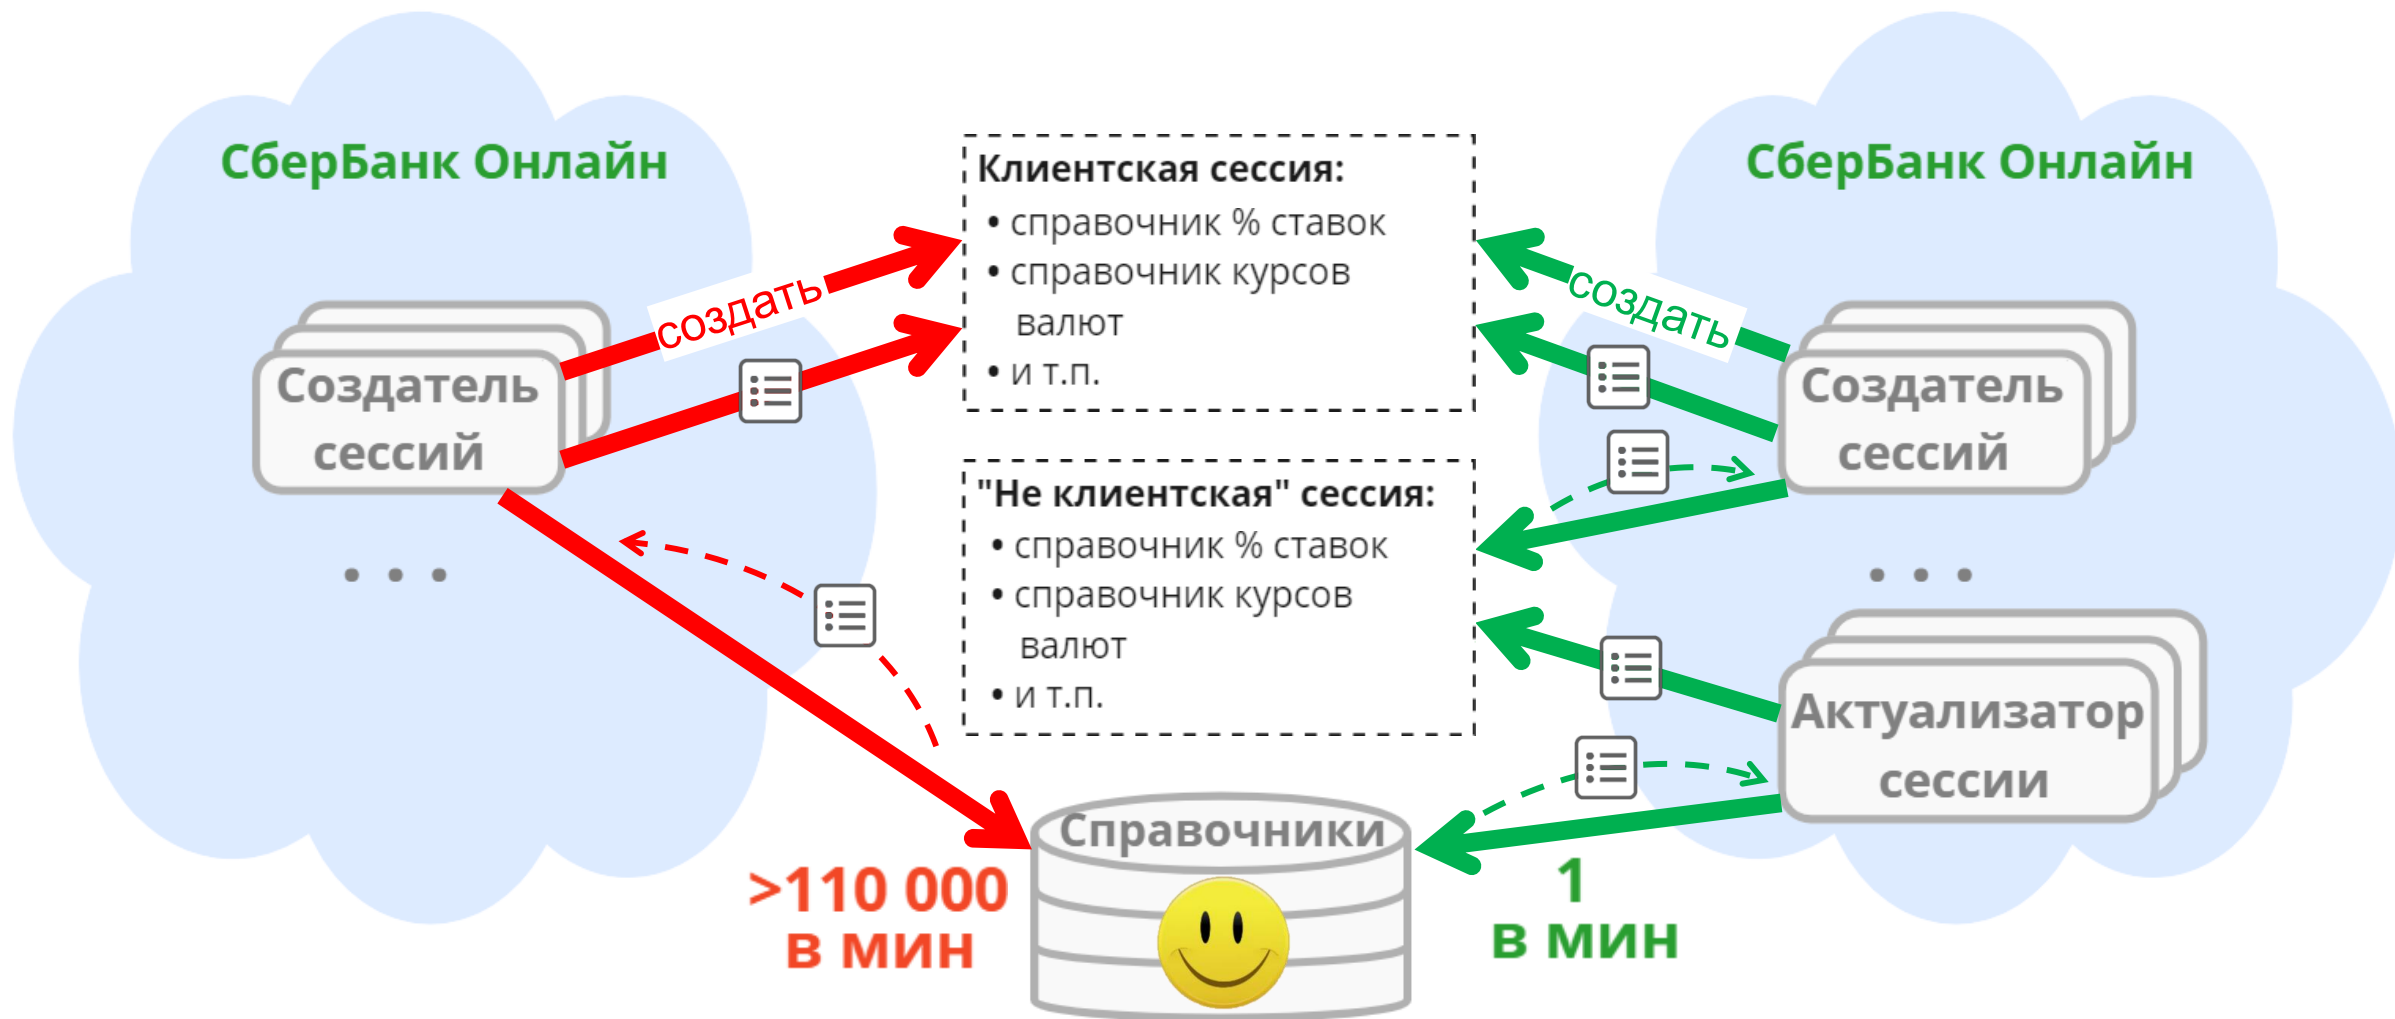 СберБанк Онлайн
создать
Создатель
сессий
. . .
>110 000
в мин
Клиентская сессия:
• справочник % ставок
• справочник курсов
валют
• и т.п.
"Не клиентская" сессия:
• справочник % ставок
• справочник курсов
валют
• и т.п.
Справочники
СберБанк Онлайн
создать
Создатель
сессий
. . .
Актуализатор
сессии
1
в мин